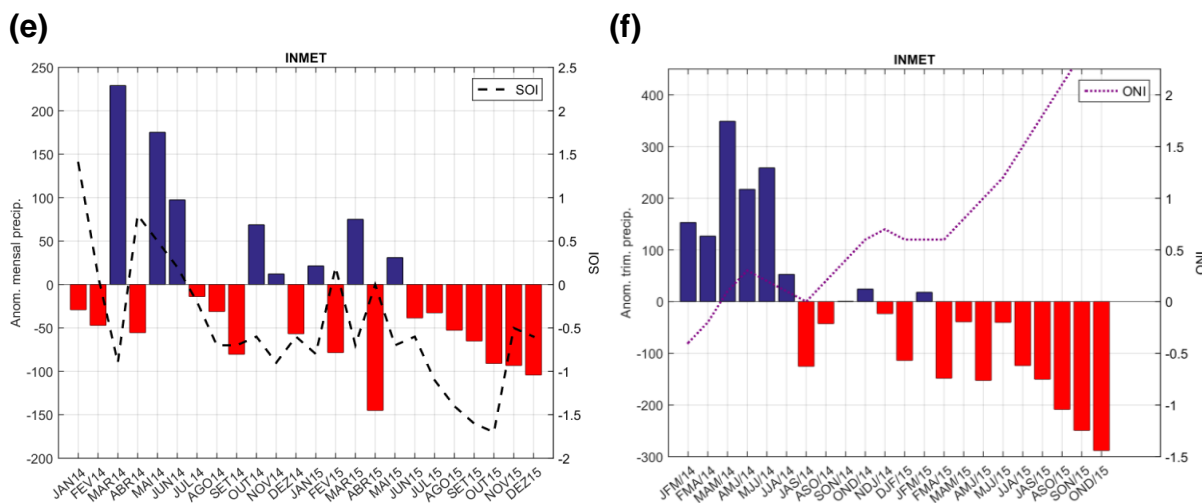 (e)
INMET
SOI
250
200
150
100
50
0
-50
-100
-150
-200
Anom. mensal precip.
2.5
2
1.5
1
0.5
0
-0.5
-1
-1.5
-2
SOI
JAN14
FEV14
MAR14
ABR14
MAI14
JUN14
JUL14
AGO14
SET14
OUT14
NOV14
DEZ14
JAN15
FEV15
MAR15
ABR15
MAI15
JUN15
JUL15
AGO15
SET15
OUT15
NOV15
DEZ15
(f)
INMET
ONI
400
300
200
100
0
-100
-200
-300
Anom. trim. precip.
2
1.5
1
0.5
0
-0.5
-1
-1.5
ONI
JFM/14
FMA/14
MAM/14
AMJ/14
MJJ/14
JJA/14
JAS/14
ASO/14
SON/14
OND/14
NDJ/14
DJF/15
JFM/15
FMA/15
MAM/15
AMJ/15
MJJ/15
JJA/15
JAS/15
ASO/15
SON/15
OND/15